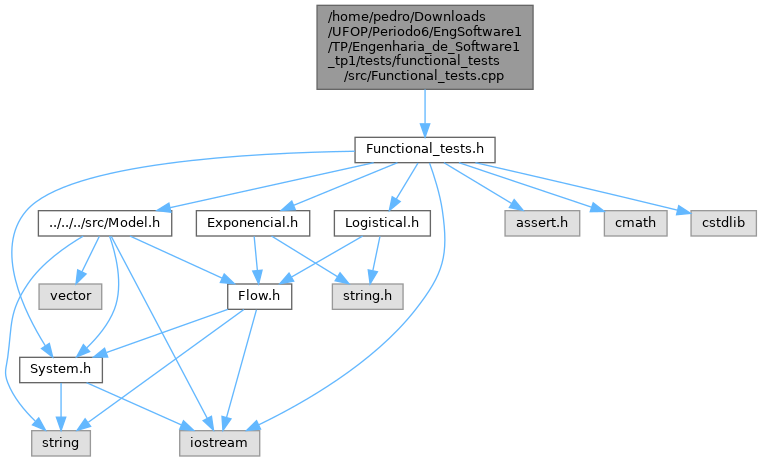 /home/pedro/Downloads
/UFOP/Periodo6/EngSoftware1
/TP/Engenharia_de_Software1
_tp1/tests/functional_tests
/src/Functional_tests.cpp
Functional_tests.h
../../../src/Model.h
Exponencial.h
Logistical.h
assert.h
cmath
cstdlib
vector
Flow.h
string.h
System.h
string
iostream